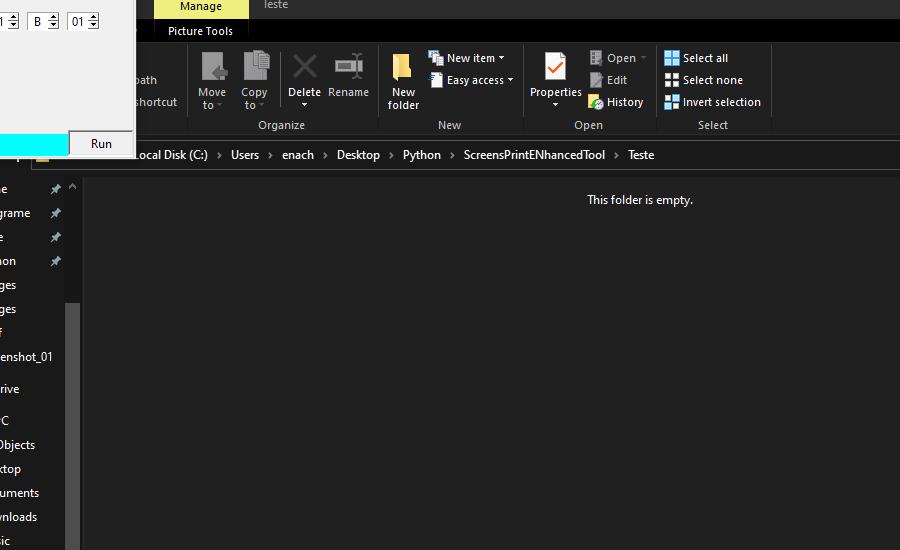 Manage
Teste
1 B 01
Picture Tools
path
shortcut
Move to
Copy to
Delete
Rename
Organize
New folder
New item
Easy access
New
Properties
Open
Edit
History
Open
Select all
Select none
Invert selection
Select
Run
ocal Disk (C:) > Users > enach > Desktop > Python > ScreensPrintENhancedTool > Teste
This folder is empty.
ne
grame
e
hon
ges
ges
f
enshot_01
rive
C
Objects
ktop
uments
wnloads
sic